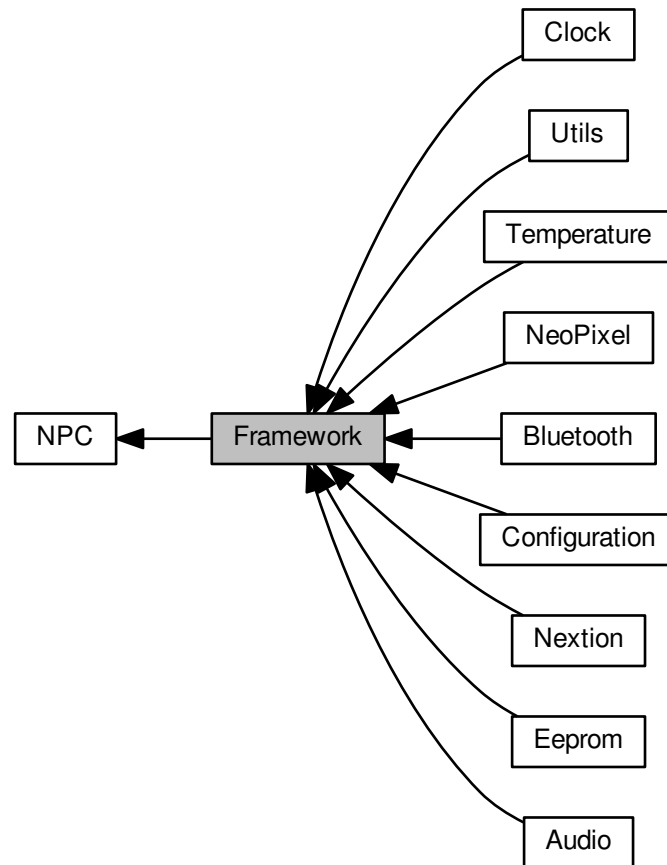 Clock
Utils
Temperature
NeoPixel
NPC
Framework
Bluetooth
Configuration
Nextion
Eeprom
Audio